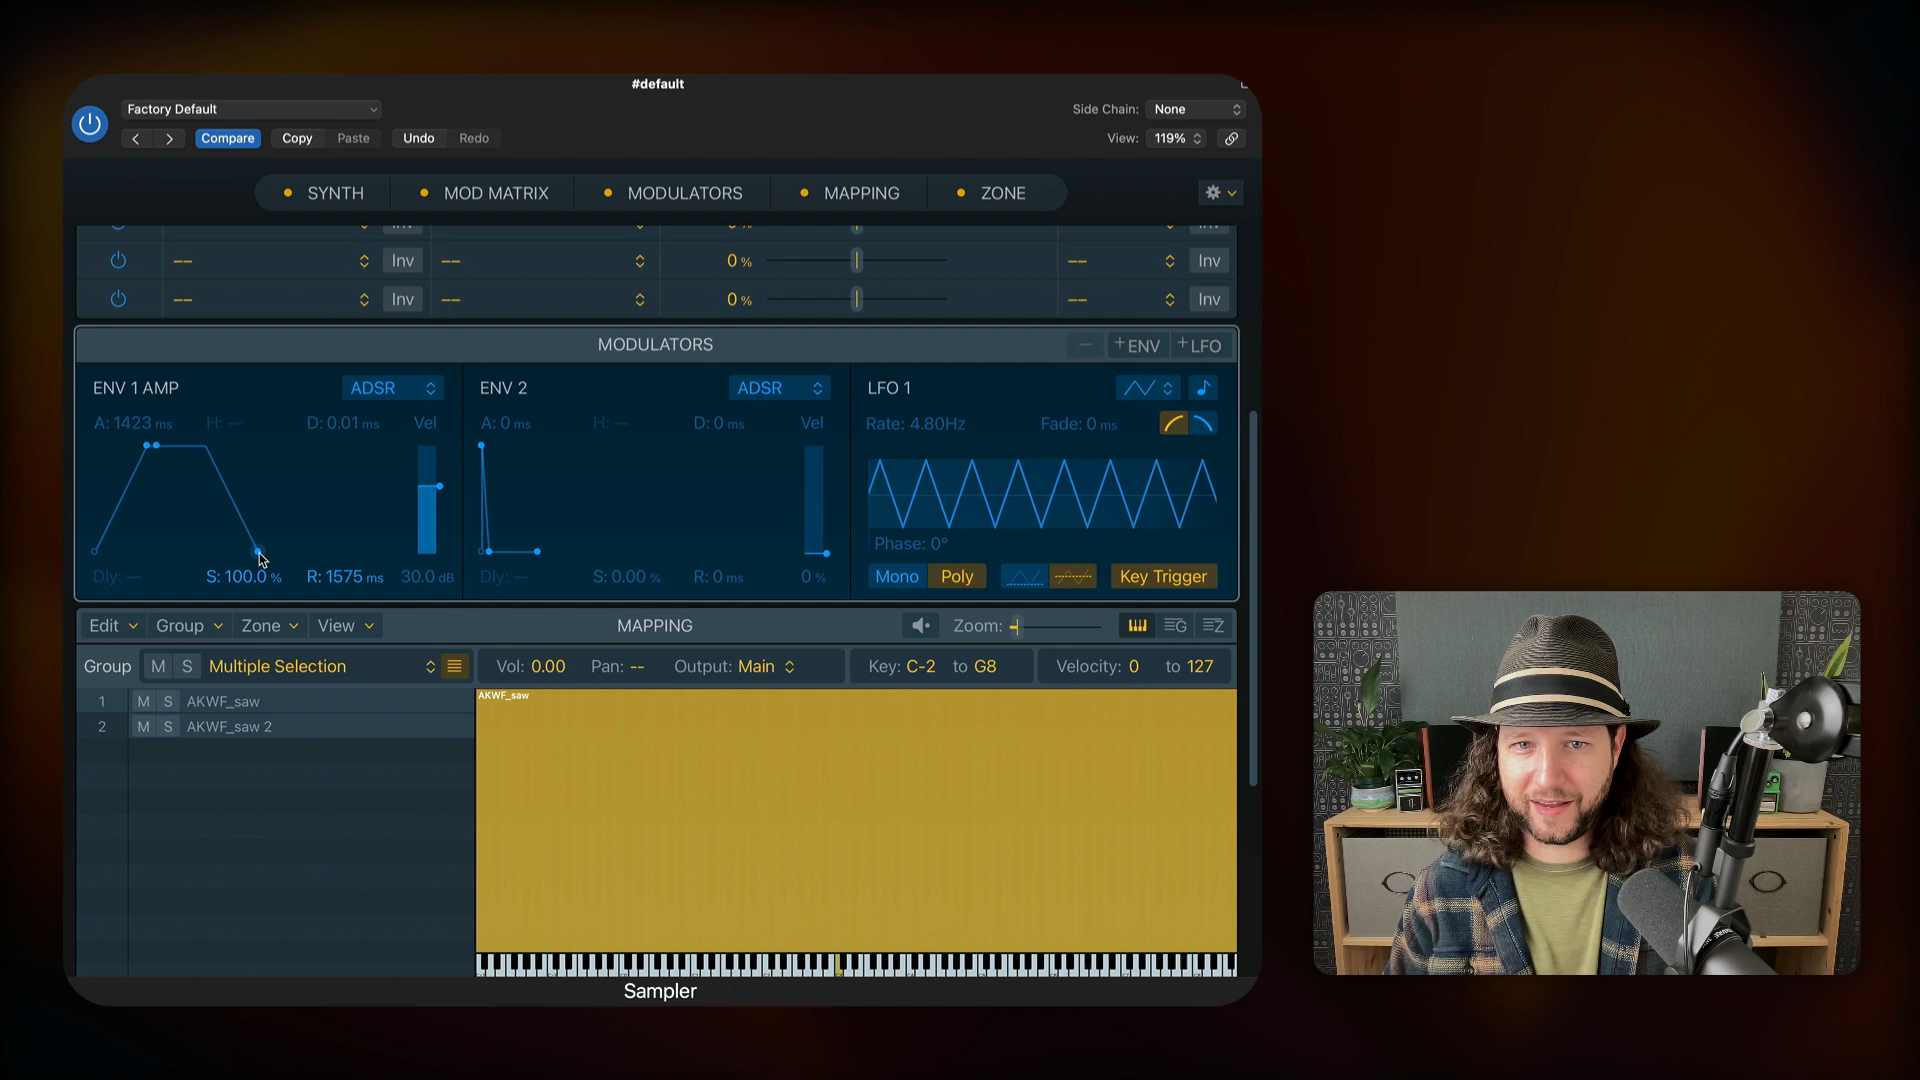 #default
Factory Default
Side Chain: None
Compare Copy Paste Undo Redo
View: 119%
SYNTH MOD MATRIX MODULATORS MAPPING ZONE
-- Inv -- 0 % -- Inv
-- Inv -- 0 % -- Inv
MODULATORS
+ENV +LFO
ENV 1 AMP ADSR
A: 1423 ms H: -- D: 0.01 ms Vel
Dly: -- S: 100.0 % R: 1575 ms 30.0 dB
ENV 2 ADSR
A: 0 ms H: -- D: 0 ms Vel
Dly: -- S: 0.00 % R: 0 ms 0 %
LFO 1
Rate: 4.80Hz Fade: 0 ms
Phase: 0°
Mono Poly Key Trigger
Edit Group Zone View MAPPING Zoom:
Group M S Multiple Selection Vol: 0.00 Pan: -- Output: Main Key: C-2 to G8 Velocity: 0 to 127
1 M S AKWF_saw
2 M S AKWF_saw 2
AKWF_saw
Sampler